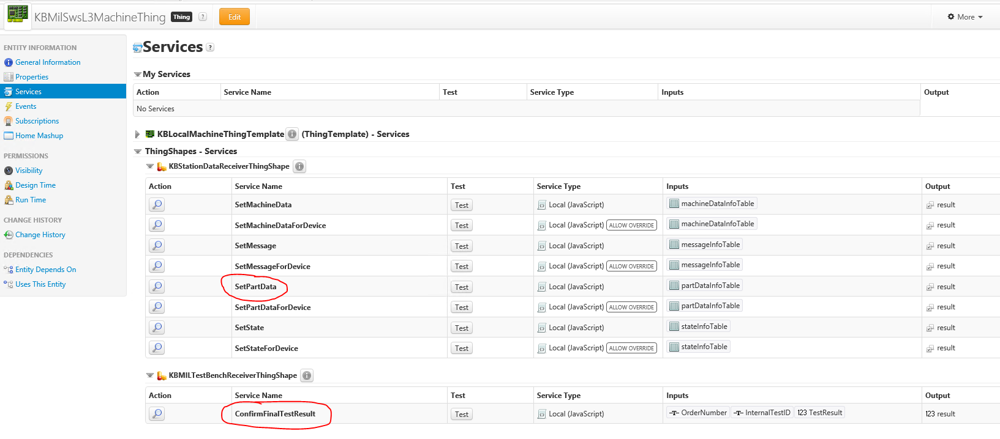 KBMilSwsL3MachineThing Thing ? Edit More
ENTITY INFORMATION
General Information
Properties
Services
Events
Subscriptions
Home Mashup
PERMISSIONS
Visibility
Design Time
Run Time
CHANGE HISTORY
Change History
DEPENDENCIES
Entity Depends On
Uses This Entity
Services ?
My Services
Action Service Name Test Service Type Inputs Output
No Services
KBLocalMachineThingTemplate i (ThingTemplate) - Services
ThingShapes - Services
KBStationDataReceiverThingShape i
Action Service Name Test Service Type Inputs Output
SetMachineData Test Local (JavaScript) machineDataInfoTable result
SetMachineDataForDevice Test Local (JavaScript) ALLOW OVERRIDE machineDataInfoTable result
SetMessage Test Local (JavaScript) messageInfoTable result
SetMessageForDevice Test Local (JavaScript) ALLOW OVERRIDE messageInfoTable result
SetPartData Test Local (JavaScript) partDataInfoTable result
SetPartDataForDevice Test Local (JavaScript) ALLOW OVERRIDE partDataInfoTable result
SetState Test Local (JavaScript) stateInfoTable result
SetStateForDevice Test Local (JavaScript) ALLOW OVERRIDE stateInfoTable result
KBMILTestBenchReceiverThingShape i
Action Service Name Test Service Type Inputs Output
ConfirmFinalTestResult Test Local (JavaScript) -T- OrderNumber -T- InternalTestID 123 TestResult 123 result